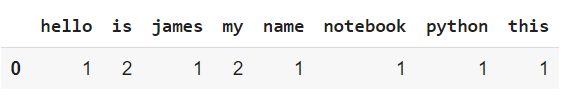 hello is james my name notebook python this
0 1 2 1 2 1 1 1 1